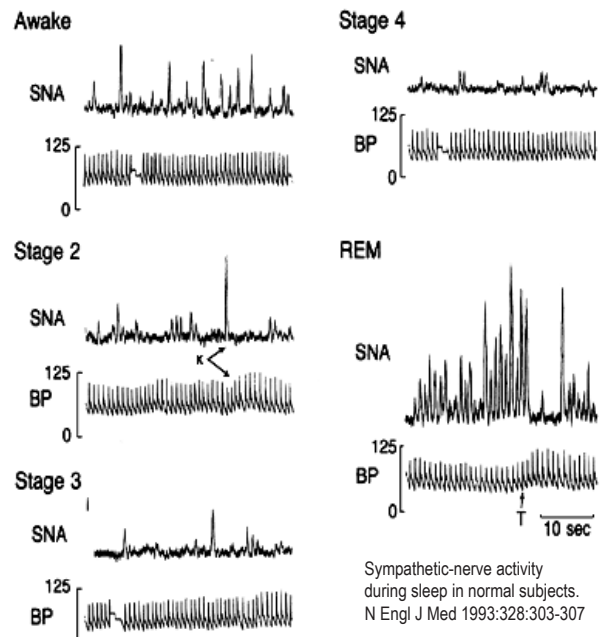 Awake
SNA
125
BP
0
Stage 2
SNA
K
125
BP
0
Stage 3
SNA
125
BP
Stage 4
SNA
125
BP
0
REM
SNA
125
BP
0
T
10 sec
Sympathetic-nerve activity
during sleep in normal subjects.
N Engl J Med 1993:328:303-307